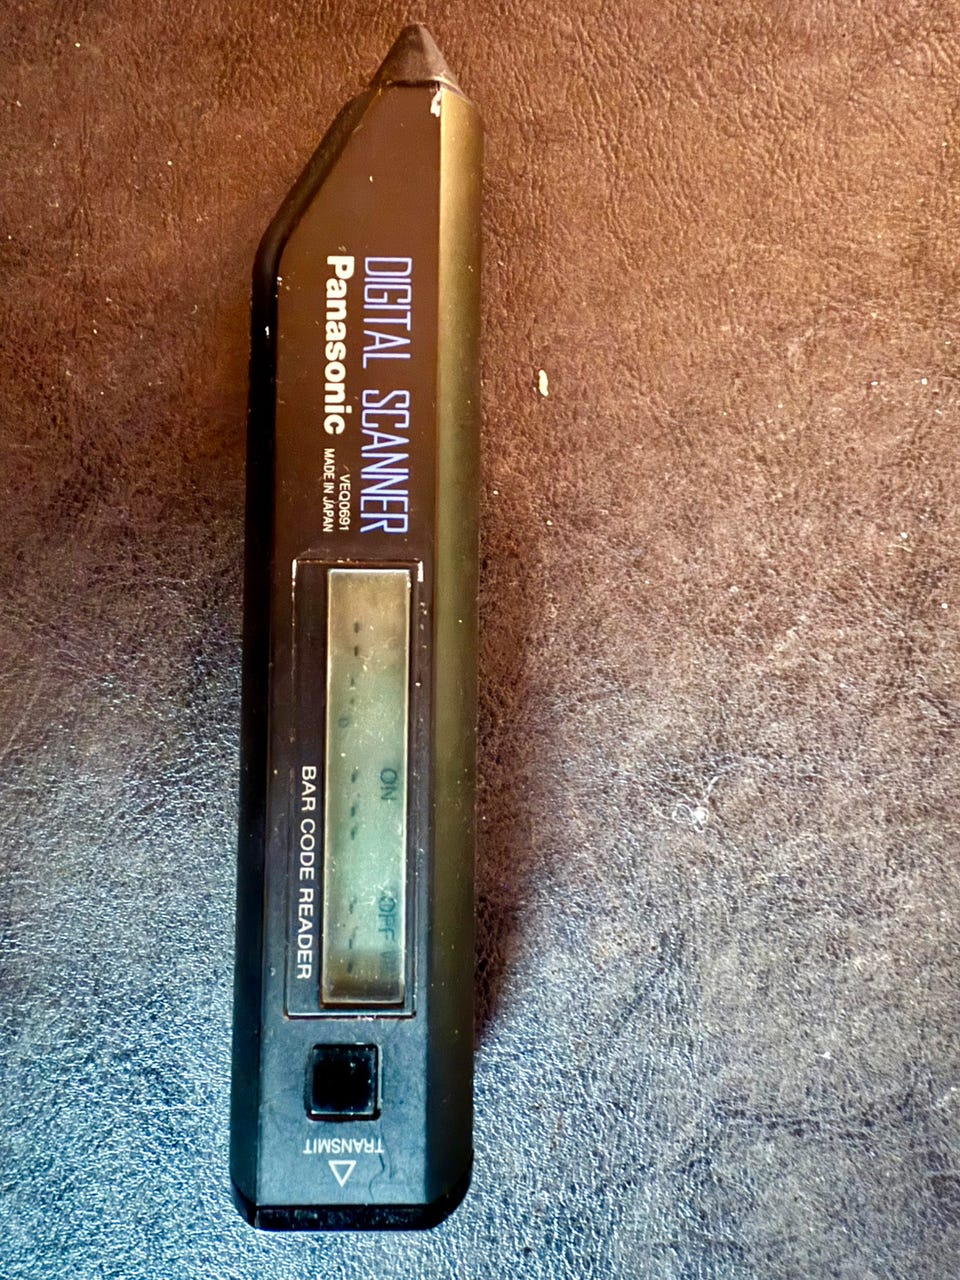 DIGITAL SCANNER
Panasonic
VEQ0691
MADE IN JAPAN
ON
OFF
BAR CODE READER
TRANSMIT